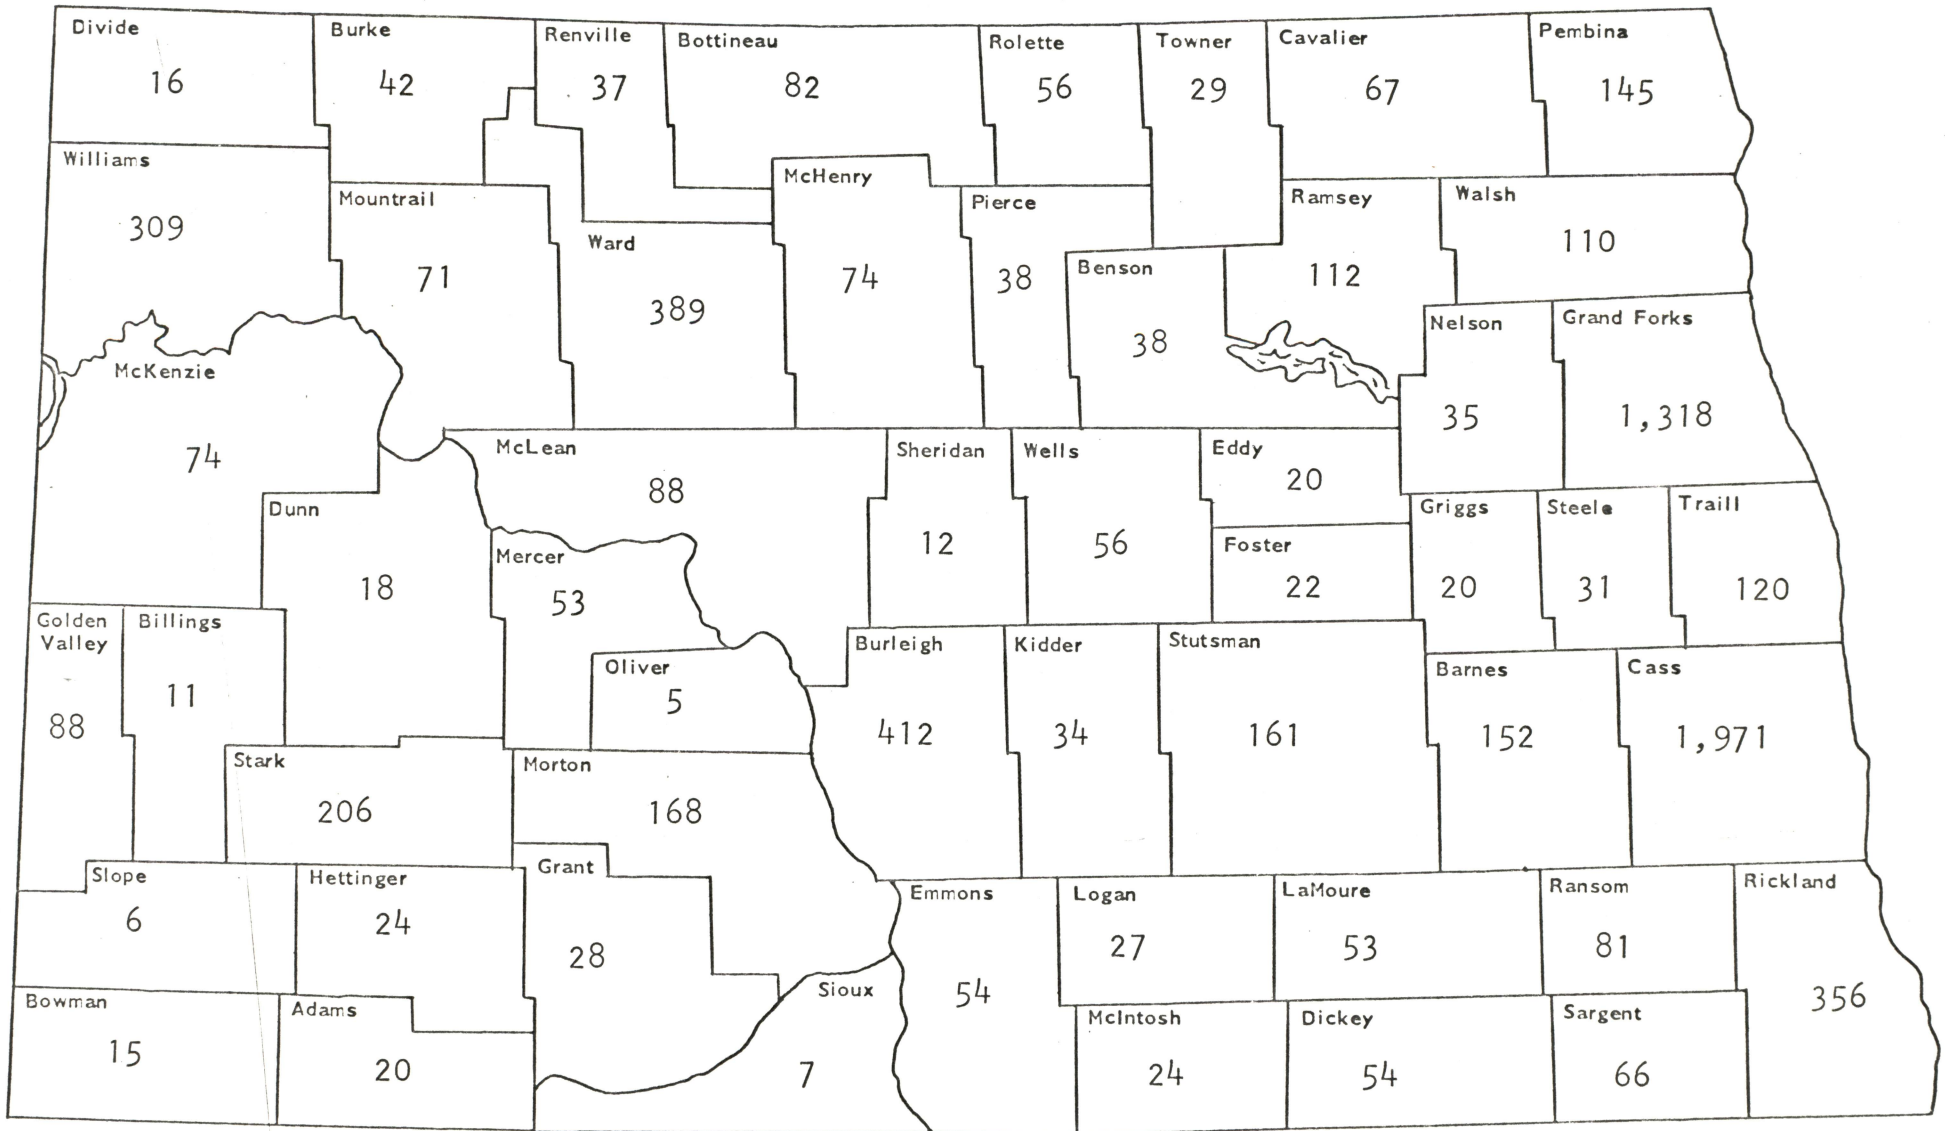 Divide
16
Burke
42
Renville
37
Bottineau
82
Rolette
56
Towner
29
Cavalier
67
Pembina
145
Williams
309
Mountrail
71
Ward
389
McHenry
74
Pierce
38
Benson
38
Ramsey
112
Walsh
110
Nelson
35
Grand Forks
1,318
McKenzie
74
Dunn
18
McLean
88
Mercer
53
Oliver
5
Sheridan
12
Wells
56
Eddy
20
Foster
22
Griggs
20
Steele
31
Traill
120
Golden
Valley
88
Billings
11
Stark
206
Morton
168
Burleigh
412
Kidder
34
Stutsman
161
Barnes
152
Cass
1,971
Slope
6
Hettinger
24
Grant
28
Emmons
54
Logan
27
LaMoure
53
Ransom
81
Rickland
356
Bowman
15
Adams
20
Sioux
7
McIntosh
24
Dickey
54
Sargent
66